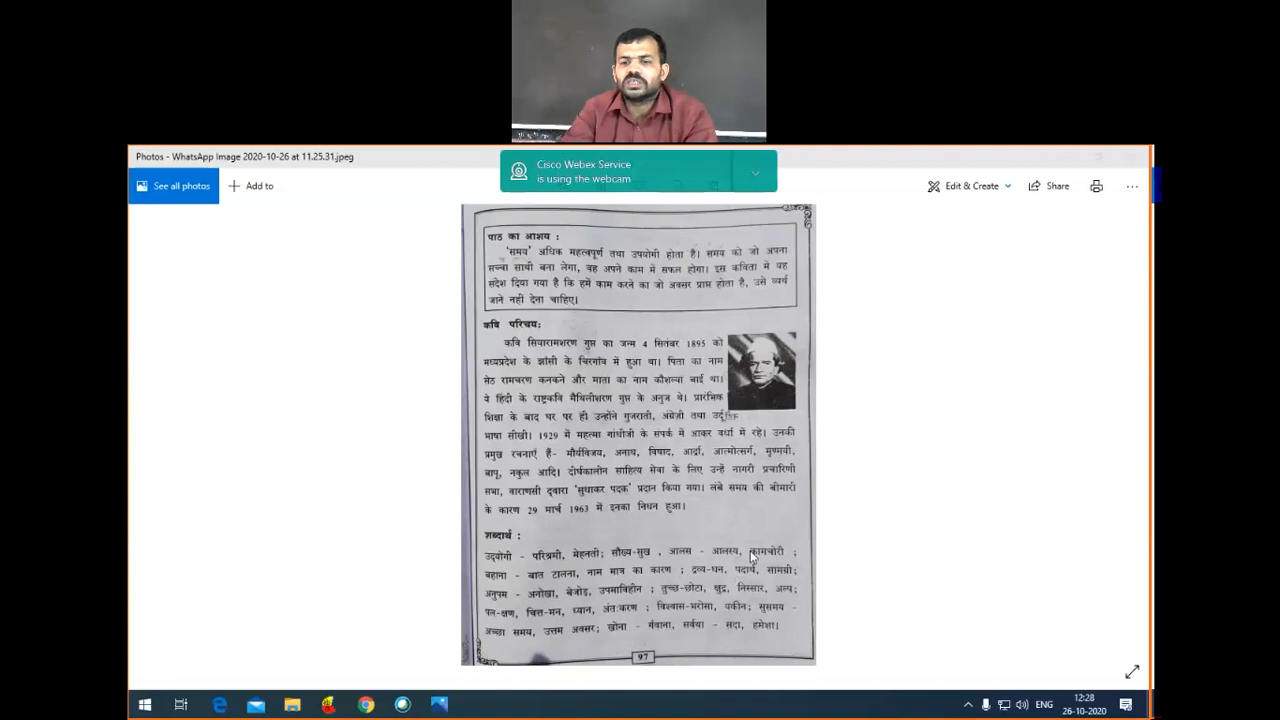 Photos - WhatsApp Image 2020-10-26 at 11.25.31.jpeg
Cisco Webex Service
is using the webcam
See all photos
Add to
Edit & Create
Share
पाठ का आशय :
'समय' अधिक महत्वपूर्ण तथा उपयोगी होता है। समय को जो अपना
सच्चा साथी बना लेगा, वह अपने काम में सफल होगा। इस कविता में यह
संदेश दिया गया है कि हमें काम करने का जो अवसर प्राप्त होता है, उसे व्यर्थ
जाने नहीं देना चाहिए।
कवि परिचय:
कवि सियारामशरण गुप्त का जन्म 4 सितंबर 1895 को
मध्यप्रदेश के झाँसी के चिरगाँव में हुआ था। पिता का नाम
सेठ रामचरण कनकने और माता का नाम कौशल्या बाई था।
ये हिंदी के राष्ट्रकवि मैथिलीशरण गुप्त के अनुज थे। प्रारंभिक
शिक्षा के बाद घर पर ही उन्होंने गुजराती, अंग्रेज़ी तथा उर्दू
भाषा सीखी। 1929 में महत्मा गांधीजी के संपर्क में आकर वर्धा में रहे। उनकी
प्रमुख रचनाएँ हैं- मौर्यविजय, अनाथ, विषाद, आर्द्रा, आत्मोत्सर्ग, मृण्मयी,
बापू, नकुल आदि। दीर्घकालीन साहित्य सेवा के लिए उन्हें नागरी प्रचारिणी
सभा, वाराणसी द्वारा 'सुधाकर पदक' प्रदान किया गया। लंबे समय की बीमारी
के कारण 29 मार्च 1963 में इनका निधन हुआ।
शब्दार्थ :
उद्योगी - परिश्रमी, मेहनती; सौख्य-सुख , आलस - आलस्य, कामचोरी ;
बहाना - बात टालना, नाम मात्र का कारण ; द्रव्य-धन, पदार्थ, सामग्री;
अनुपम - अनोखा, बेजोड़, उपमाविहीन ; तुच्छ-छोटा, क्षुद्र, निस्सार, अल्प;
पल-क्षण, चित्त-मन, ध्यान, अंतःकरण ; विश्वास-भरोसा, यकीन; सुसमय -
अच्छा समय, उत्तम अवसर; खोना - गँवाना, सर्वथा - सदा, हमेशा।
97
ENG
12:28
26-10-2020